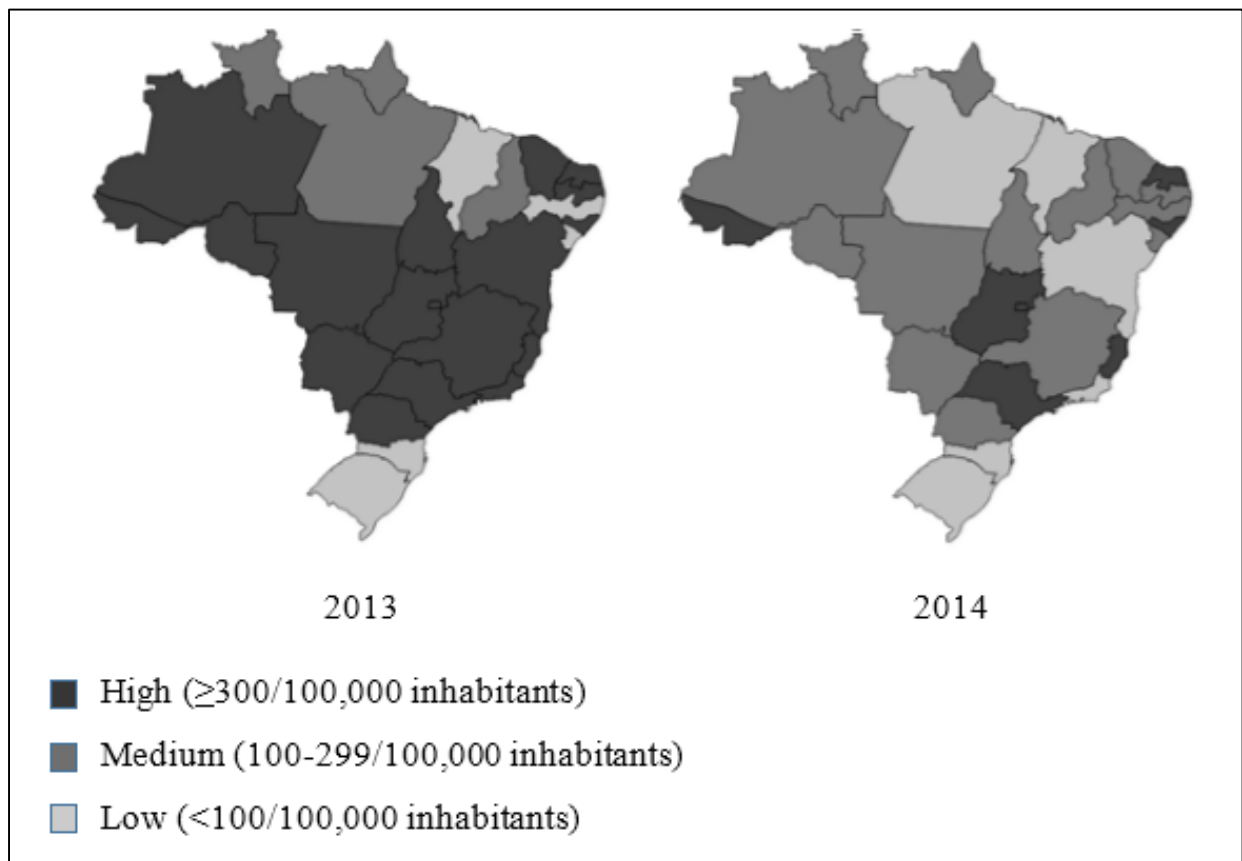 2013 2014
High (≥300/100,000 inhabitants)
Medium (100-299/100,000 inhabitants)
Low (<100/100,000 inhabitants)